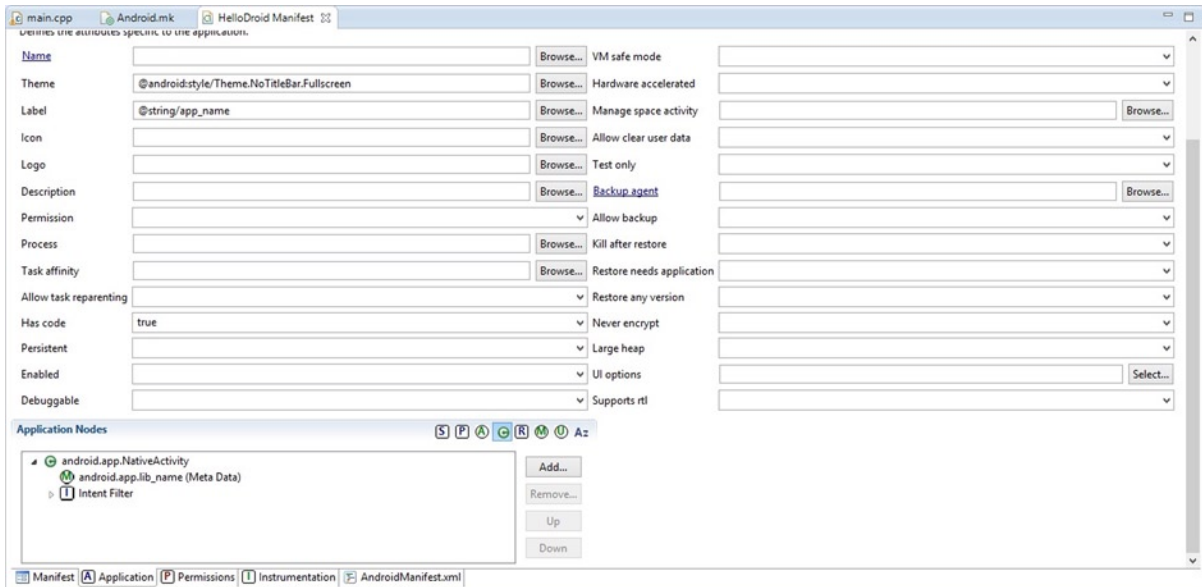 main.cpp Android.mk HelloDroid Manifest
Defines the attributes specific to the application.
Name Browse... VM safe mode
Theme @android:style/Theme.NoTitleBar.Fullscreen Browse... Hardware accelerated
Label @string/app_name Browse... Manage space activity Browse...
Icon Browse... Allow clear user data
Logo Browse... Test only
Description Browse... Backup agent Browse...
Permission Allow backup
Process Browse... Kill after restore
Task affinity Browse... Restore needs application
Allow task reparenting Restore any version
Has code true Never encrypt
Persistent Large heap
Enabled UI options Select...
Debuggable Supports rtl
Application Nodes S P A R M U Az
android.app.NativeActivity Add...
M android.app.lib_name (Meta Data)
I Intent Filter Remove...
Up
Down
Manifest A Application P Permissions I Instrumentation AndroidManifest.xml